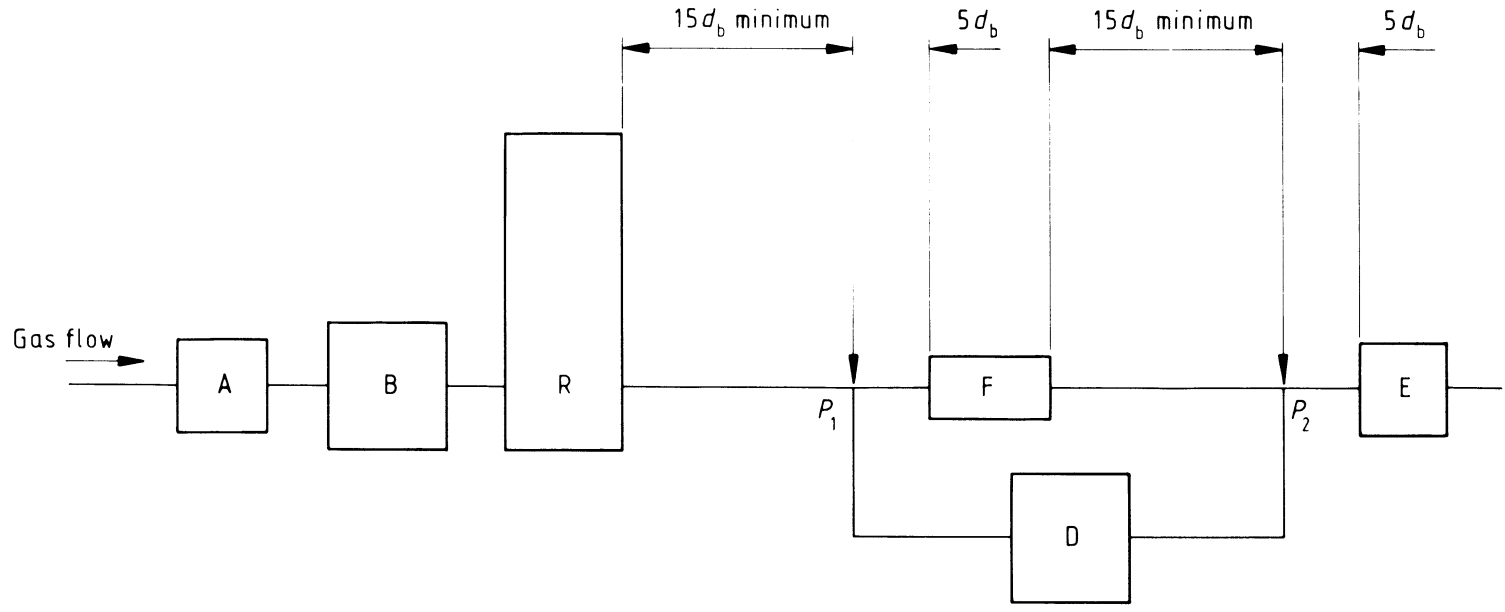 15d_b minimum
5d_b
15d_b minimum
5d_b
Gas flow
A
B
R
P_1
F
P_2
E
D